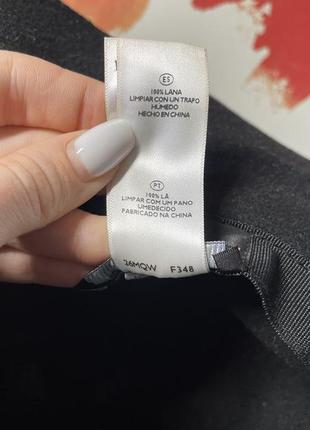 ES
100% LANA
LIMPIAR CON UN TRAPO
HUMEDO
HECHO EN CHINA
PT
100% LÃ
LIMPAR COM UM PANO
UMEDECIDO
FABRICADO NA CHINA
26MQW F348